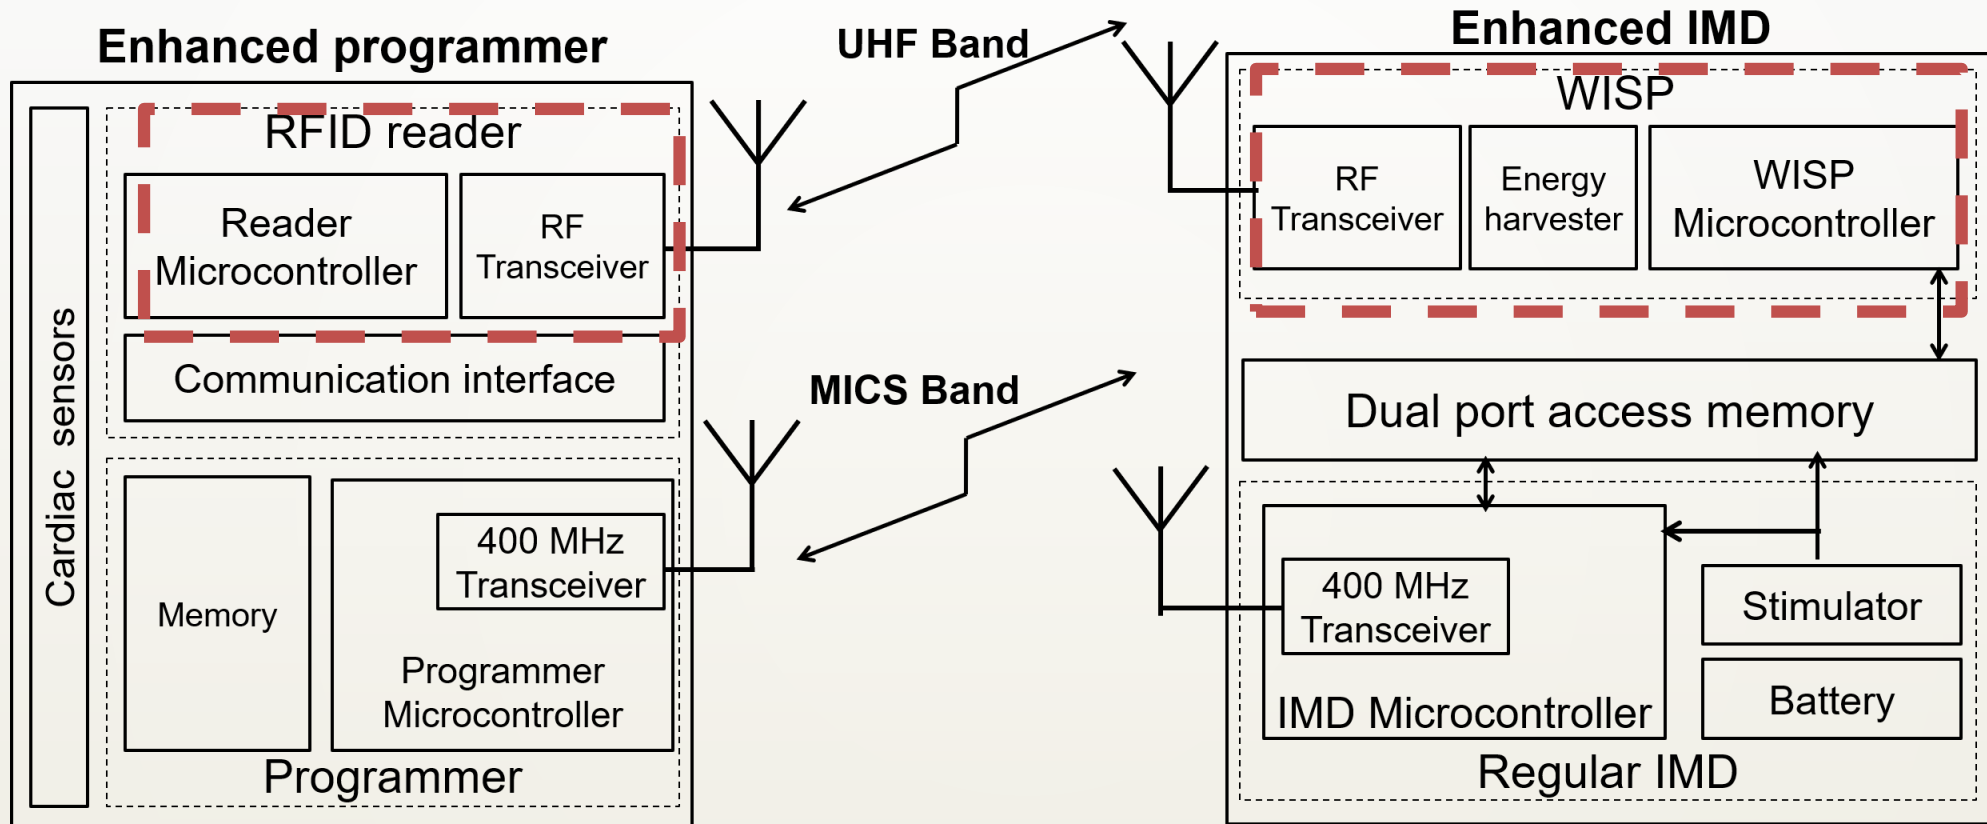 Enhanced programmer
UHF Band
Enhanced IMD
RFID reader
Reader
Microcontroller
RF
Transceiver
Communication interface
Cardiac sensors
MICS Band
Memory
400 MHz
Transceiver
Programmer
Microcontroller
Programmer
WISP
RF
Transceiver
Energy
harvester
WISP
Microcontroller
Dual port access memory
400 MHz
Transceiver
IMD Microcontroller
Stimulator
Battery
Regular IMD